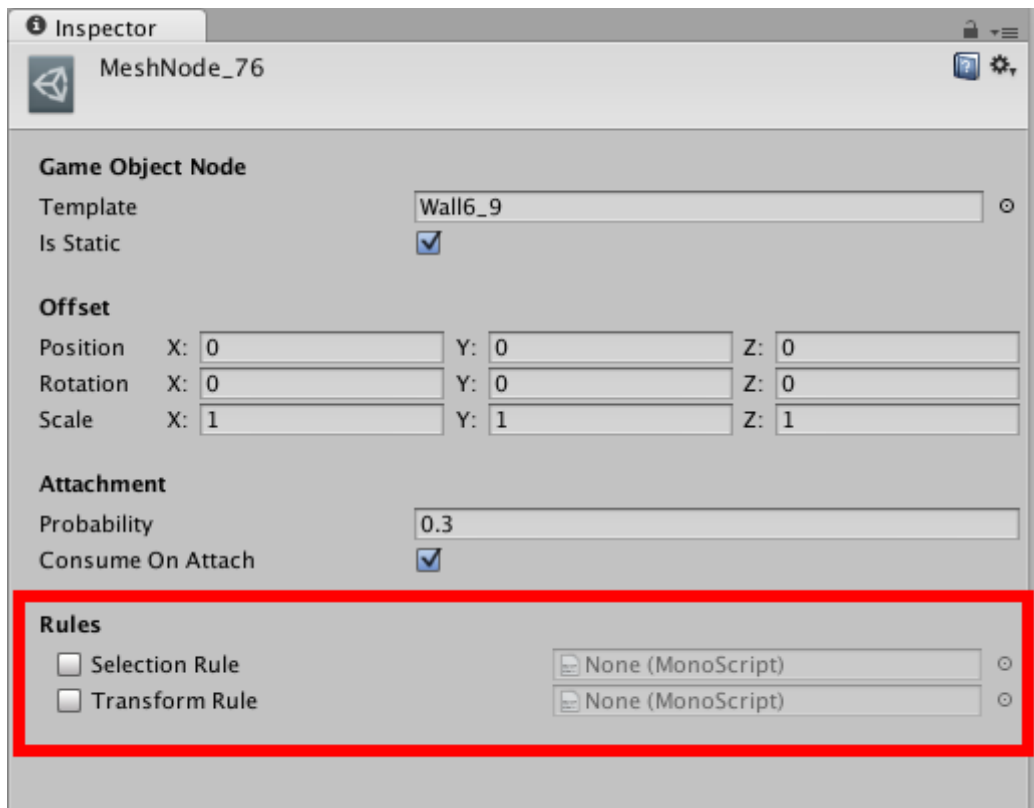 Inspector
MeshNode_76
Game Object Node
Template Wall6_9
Is Static
Offset
Position X: 0 Y: 0 Z: 0
Rotation X: 0 Y: 0 Z: 0
Scale X: 1 Y: 1 Z: 1
Attachment
Probability 0.3
Consume On Attach
Rules
Selection Rule None (MonoScript)
Transform Rule None (MonoScript)